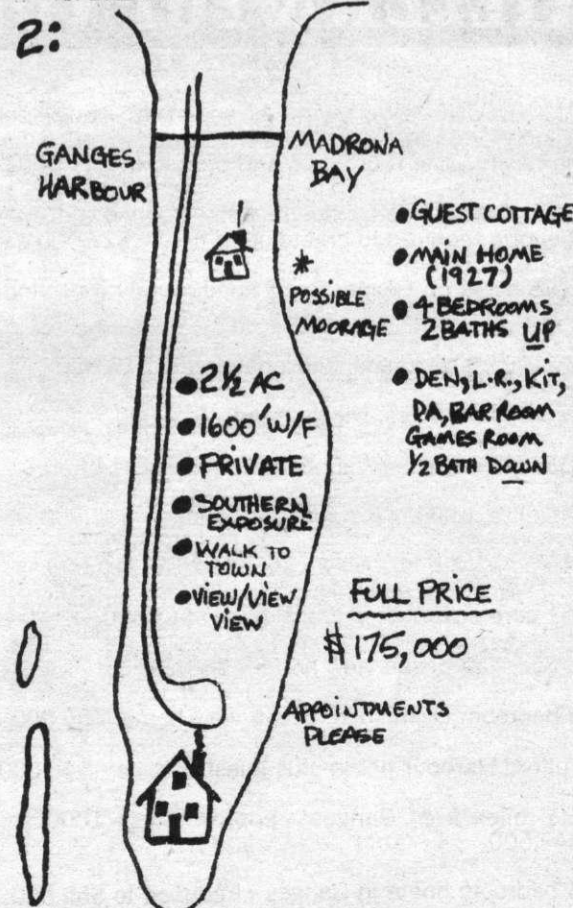 2:
GANGES
HARBOUR
MADRONA
BAY
* POSSIBLE
MOORAGE
● GUEST COTTAGE
● MAIN HOME
(1927)
● 4 BEDROOMS
2 BATHS UP
● DEN, L.R., KIT,
DA, BAR ROOM
GAMES ROOM
½ BATH DOWN
● 2½ AC
● 1600' W/F
● PRIVATE
● SOUTHERN
EXPOSURE
● WALK TO
TOWN
● VIEW/VIEW
VIEW
FULL PRICE
$175,000
APPOINTMENTS
PLEASE